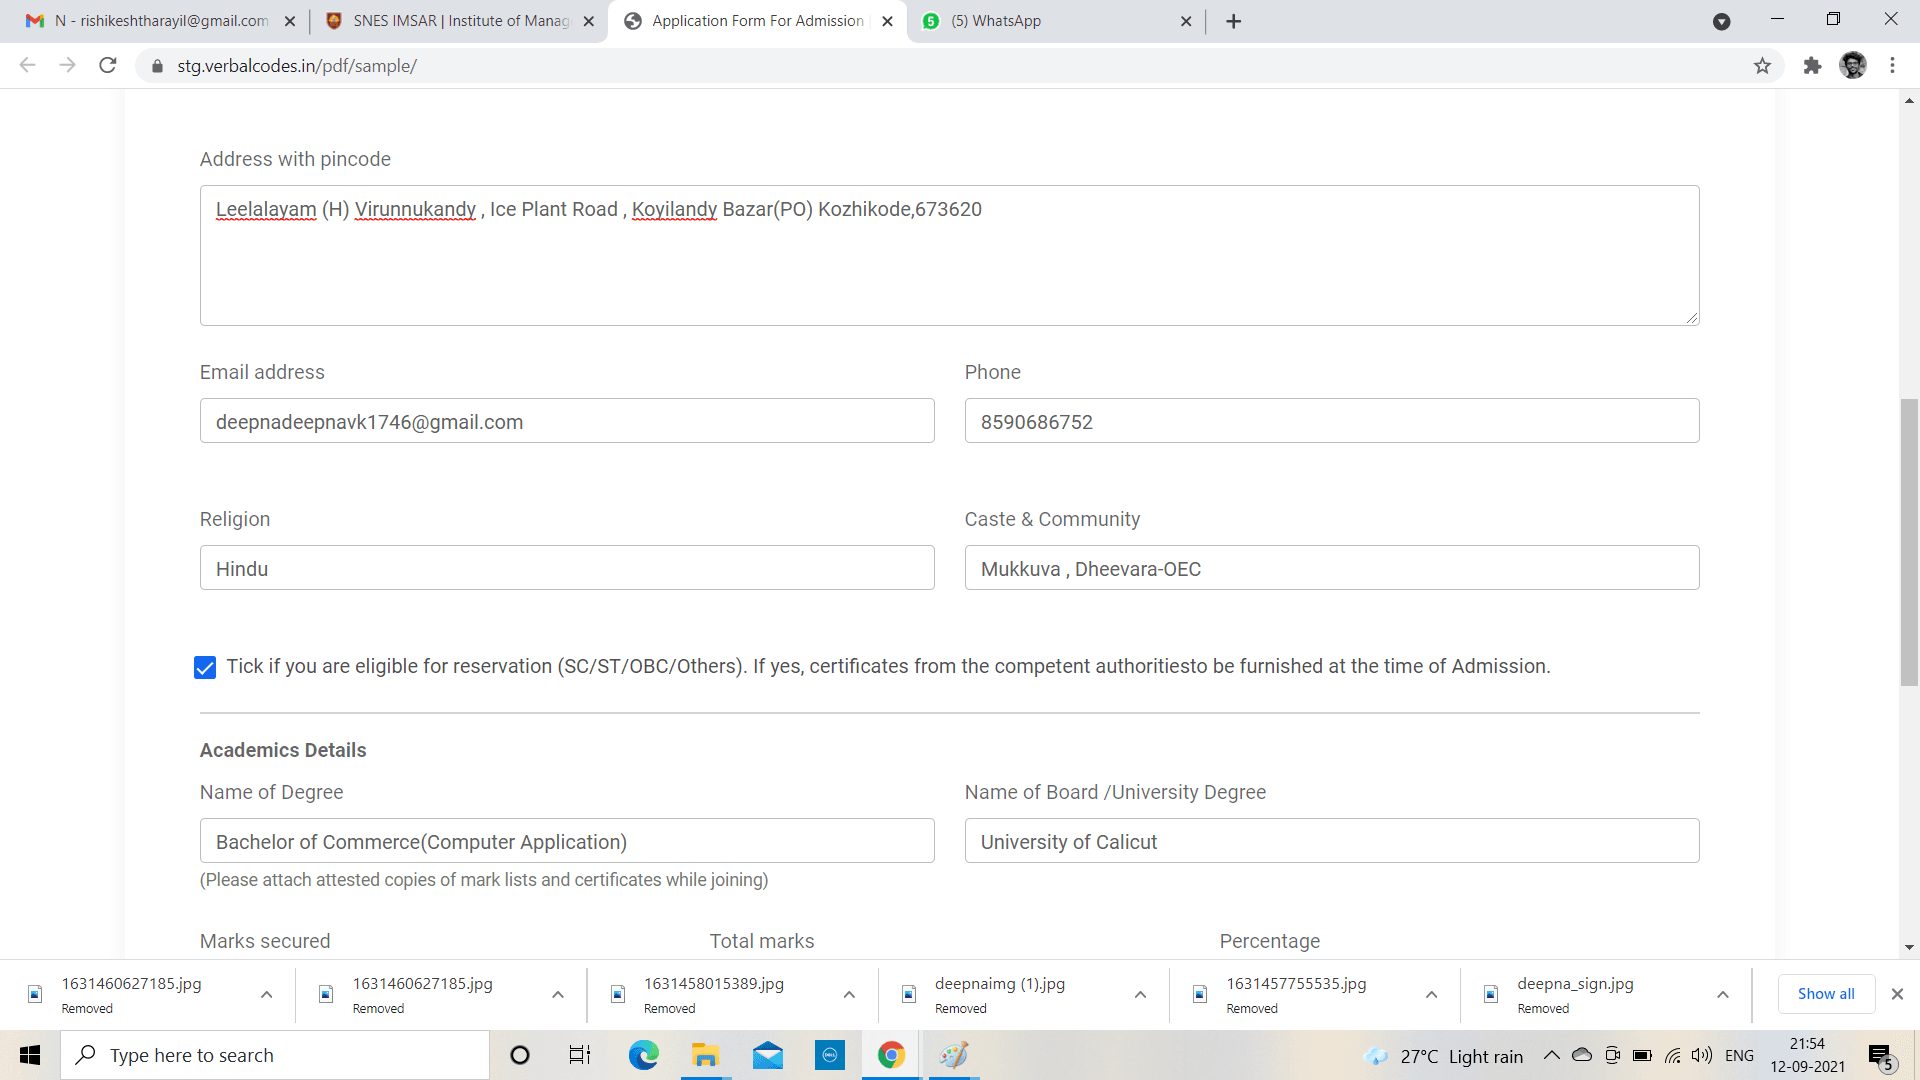 N - rishikeshtharayil@gmail.com
SNES IMSAR | Institute of Manag
Application Form For Admission
(5) WhatsApp
stg.verbalcodes.in/pdf/sample/
Address with pincode
Leelalayam (H) Virunnukandy , Ice Plant Road , Koyilandy Bazar(PO) Kozhikode,673620
Email address
Phone
deepnadeepnavk1746@gmail.com
8590686752
Religion
Caste & Community
Hindu
Mukkuva , Dheevara-OEC
Tick if you are eligible for reservation (SC/ST/OBC/Others). If yes, certificates from the competent authoritiesto be furnished at the time of Admission.
Academics Details
Name of Degree
Name of Board /University Degree
Bachelor of Commerce(Computer Application)
University of Calicut
(Please attach attested copies of mark lists and certificates while joining)
Marks secured
Total marks
Percentage
1631460627185.jpg
Removed
1631460627185.jpg
Removed
1631458015389.jpg
Removed
deepnaimg (1).jpg
Removed
1631457755535.jpg
Removed
deepna_sign.jpg
Removed
Show all
Type here to search
DELL
27°C Light rain
ENG
21:54
12-09-2021
5